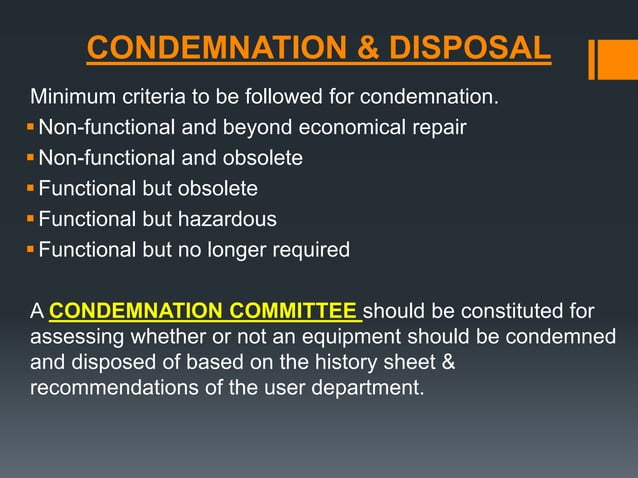 CONDEMNATION & DISPOSAL
Minimum criteria to be followed for condemnation.
▪Non-functional and beyond economical repair
▪Non-functional and obsolete
▪Functional but obsolete
▪Functional but hazardous
▪Functional but no longer required
A CONDEMNATION COMMITTEE should be constituted for
assessing whether or not an equipment should be condemned
and disposed of based on the history sheet &
recommendations of the user department.